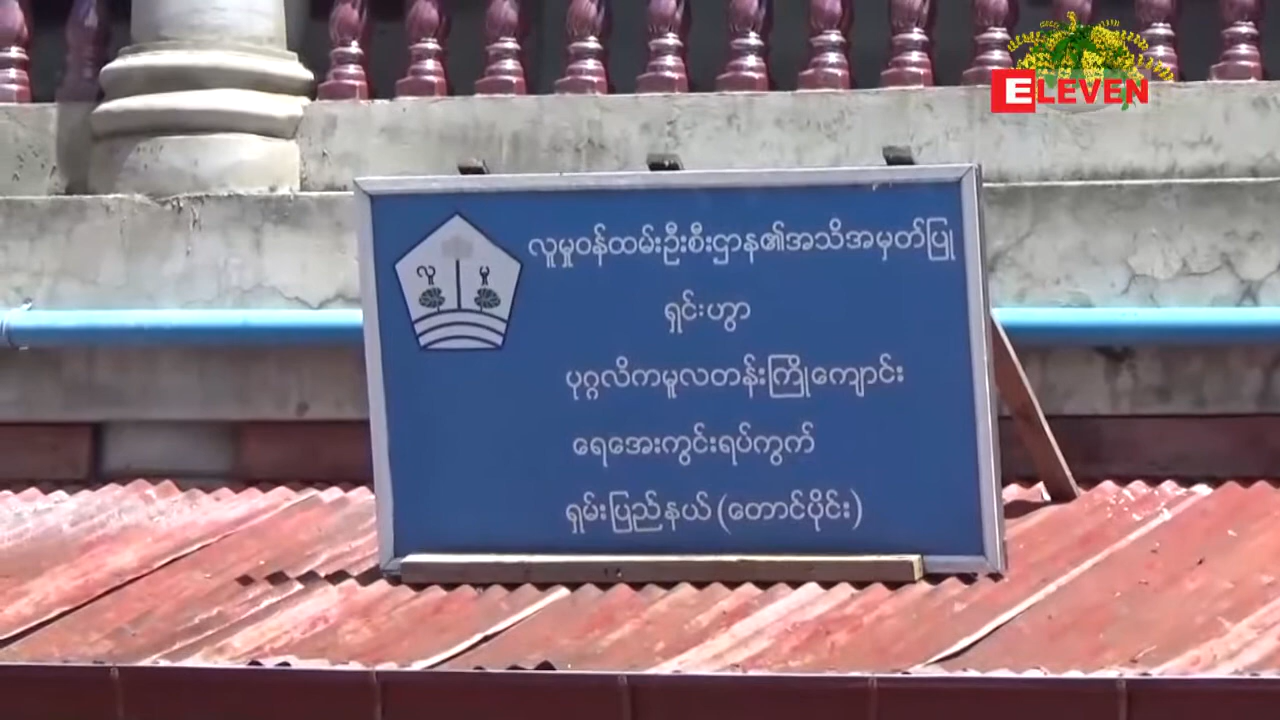 ELEVEN
လူမှုဝန်ထမ်းဦးစီးဌာန၏အသိအမှတ်ပြု
လူ မှု
ရှင်းဟွာ
ပုဂ္ဂလိကမူလတန်းကြိုကျောင်း
ရေအေးကွင်းရပ်ကွက်
ရှမ်းပြည်နယ်(တောင်ပိုင်း)